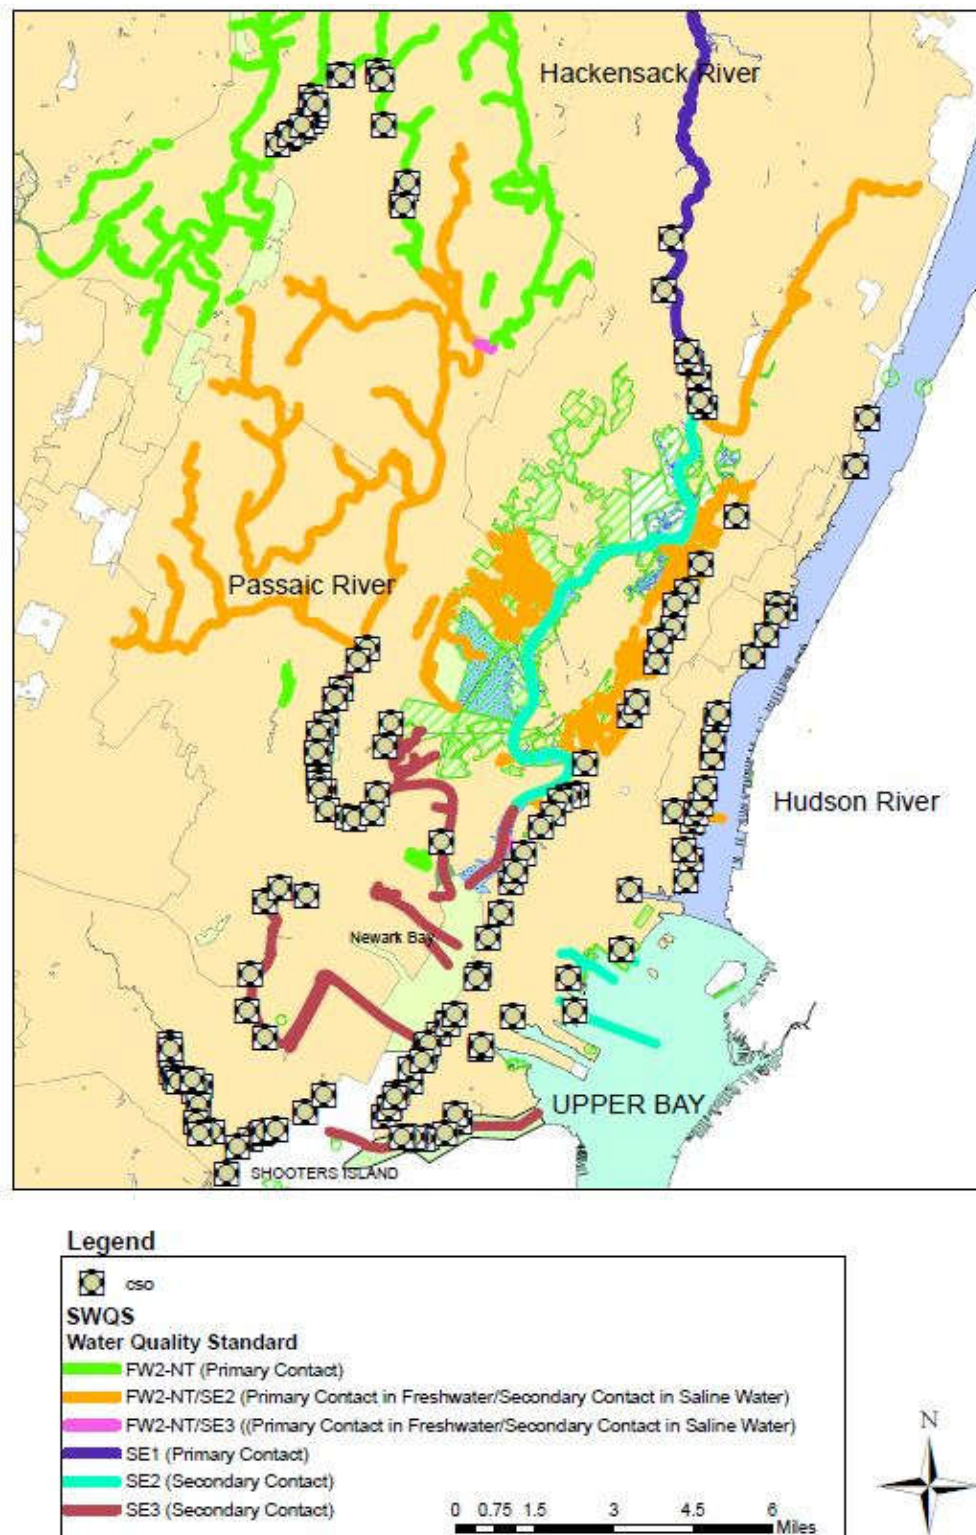 Hackensack River
Passaic River
Hudson River
Newark Bay
UPPER BAY
SHOOTERS ISLAND
Legend
cso
SWQS
Water Quality Standard
FW2-NT (Primary Contact)
FW2-NT/SE2 (Primary Contact in Freshwater/Secondary Contact in Saline Water)
FW2-NT/SE3 ((Primary Contact in Freshwater/Secondary Contact in Saline Water)
SE1 (Primary Contact)
SE2 (Secondary Contact)
SE3 (Secondary Contact)
0 0.75 1.5 3 4.5 6
Miles
N